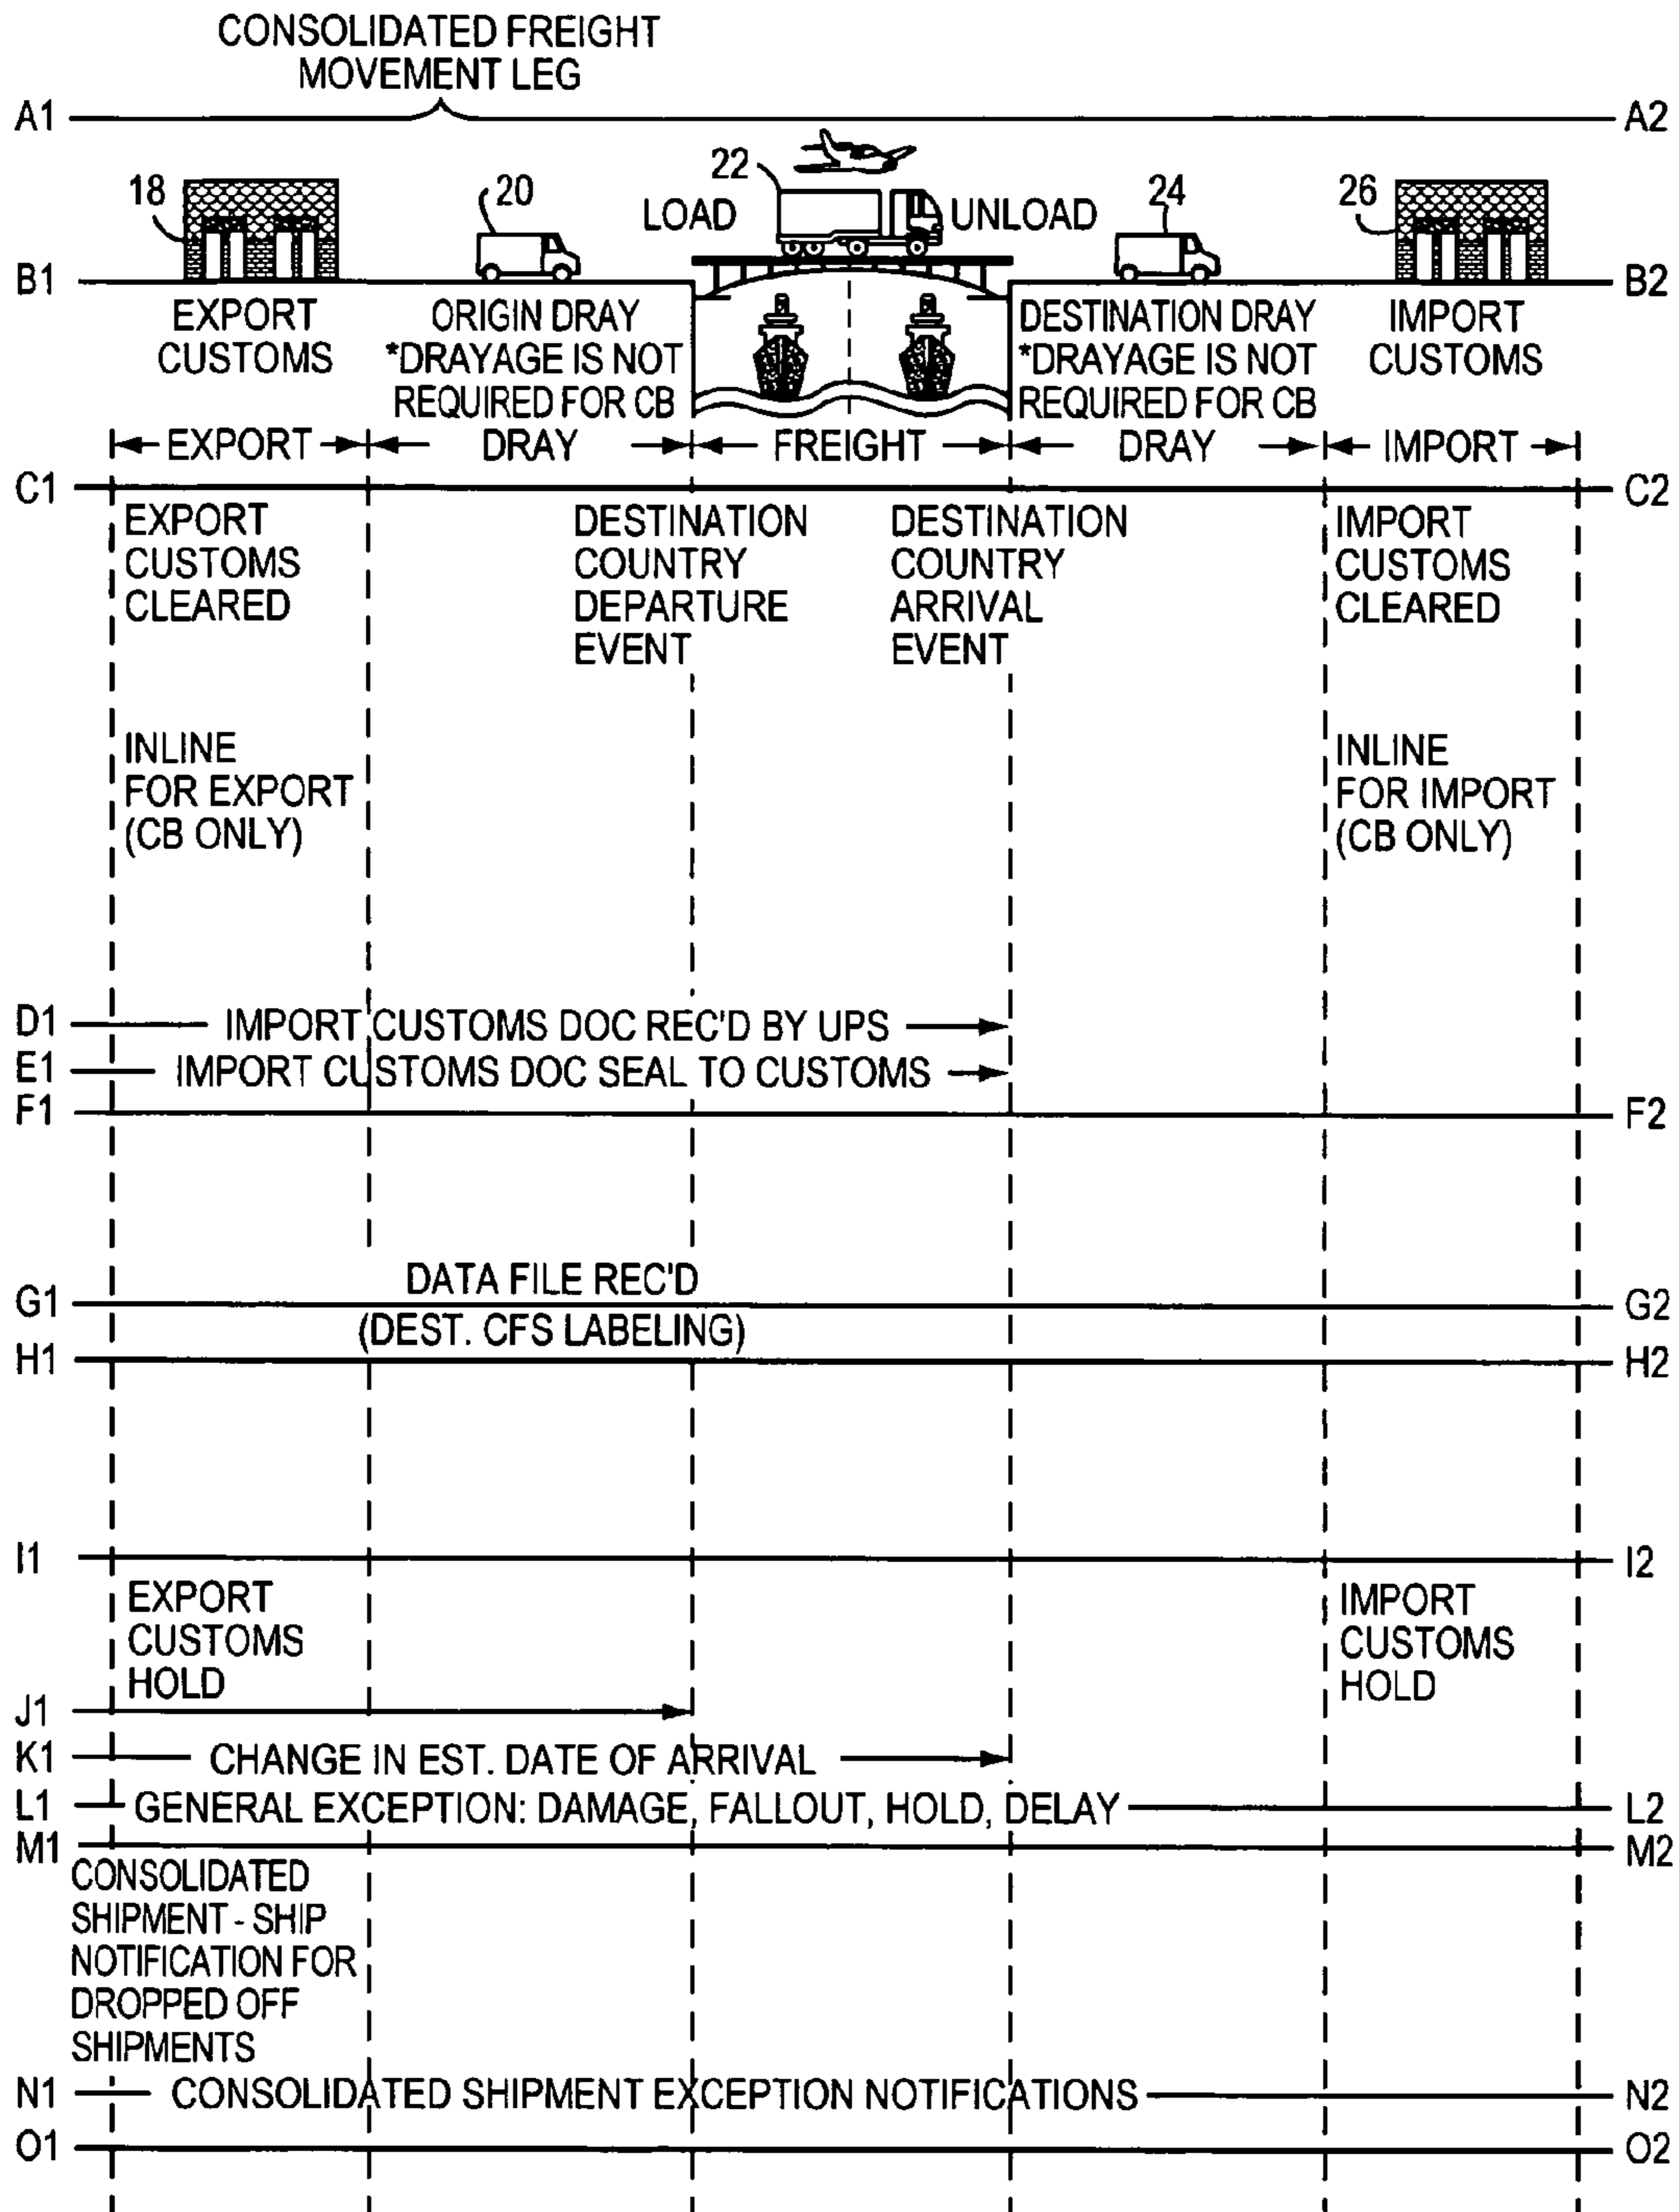 CONSOLIDATED FREIGHT
MOVEMENT LEG
A1 A2
18 20 22 LOAD UNLOAD 24 26
B1 B2
EXPORT
CUSTOMS
ORIGIN DRAY
*DRAYAGE IS NOT
REQUIRED FOR CB
DESTINATION DRAY
*DRAYAGE IS NOT
REQUIRED FOR CB
IMPORT
CUSTOMS
EXPORT DRAY FREIGHT DRAY IMPORT
C1 C2
EXPORT
CUSTOMS
CLEARED
DESTINATION
COUNTRY
DEPARTURE
EVENT
DESTINATION
COUNTRY
ARRIVAL
EVENT
IMPORT
CUSTOMS
CLEARED
INLINE
FOR EXPORT
(CB ONLY)
INLINE
FOR IMPORT
(CB ONLY)
D1 IMPORT CUSTOMS DOC REC'D BY UPS
E1 IMPORT CUSTOMS DOC SEAL TO CUSTOMS
F1 F2
DATA FILE REC'D
G1 G2
(DEST. CFS LABELING)
H1 H2
I1 I2
EXPORT
CUSTOMS
HOLD
IMPORT
CUSTOMS
HOLD
J1
K1 CHANGE IN EST. DATE OF ARRIVAL
L1 GENERAL EXCEPTION: DAMAGE, FALLOUT, HOLD, DELAY L2
M1 M2
CONSOLIDATED
SHIPMENT - SHIP
NOTIFICATION FOR
DROPPED OFF
SHIPMENTS
N1 CONSOLIDATED SHIPMENT EXCEPTION NOTIFICATIONS N2
O1 O2